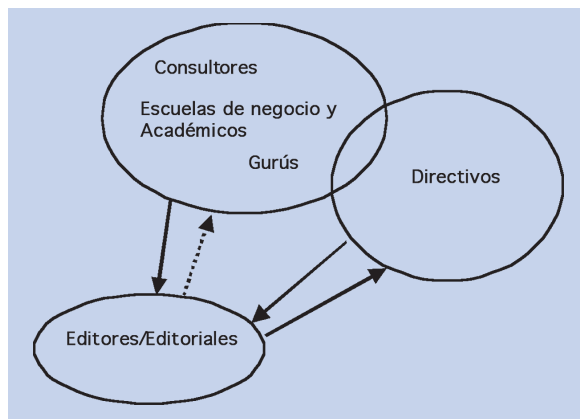 Consultores
Escuelas de negocio y
Académicos
Gurús
Directivos
Editores/Editoriales